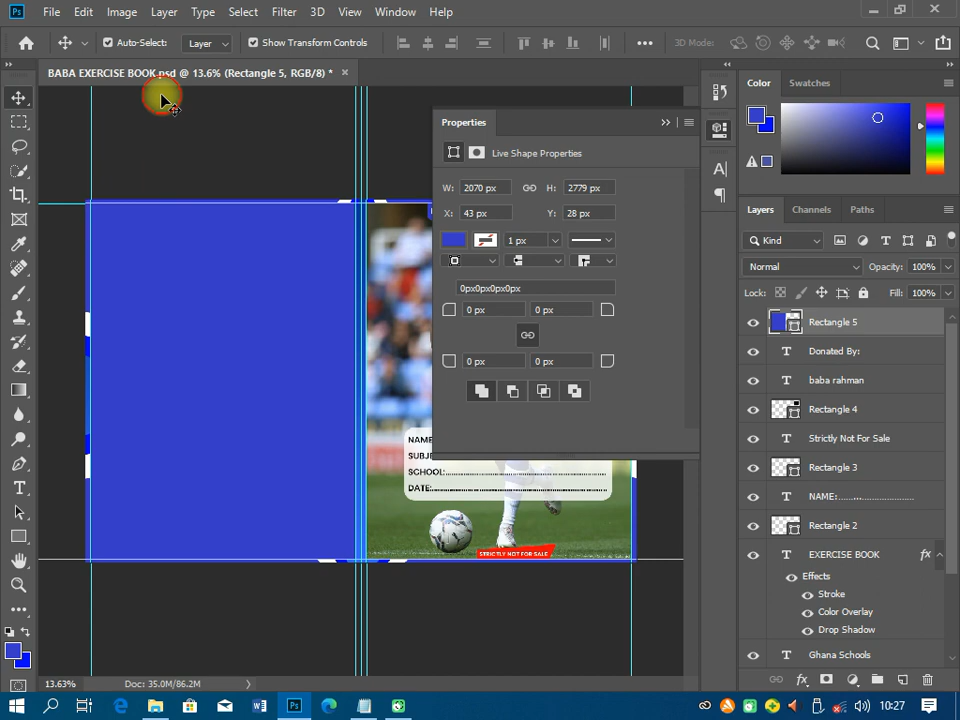 Ps File Edit Image Layer Type Select Filter 3D View Window Help
Auto-Select: Layer Show Transform Controls 3D Mode:
BABA EXERCISE BOOK.psd @ 13.6% (Rectangle 5, RGB/8) *
Properties
Live Shape Properties
W: 2070 px H: 2779 px
X: 43 px Y: 28 px
1 px
0px0px0px0px
0 px 0 px
0 px 0 px
NAME
SUBJE
SCHOOL:
DATE:
STRICTLY NOT FOR SALE
Color Swatches
Layers Channels Paths
Kind
Normal Opacity: 100%
Lock: Fill: 100%
Rectangle 5
Donated By:
baba rahman
Rectangle 4
Strictly Not For Sale
Rectangle 3
NAME:..............................
Rectangle 2
EXERCISE BOOK fx
Effects
Stroke
Color Overlay
Drop Shadow
Ghana Schools
13.63% Doc: 35.0M/86.2M
10:27